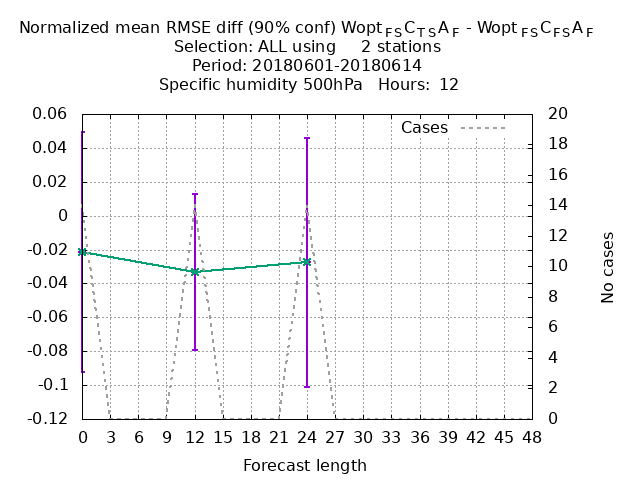 Normalized mean RMSE diff (90% conf) Wopt FS C T S A F - Wopt FS C F S A F
Selection: ALL using 2 stations
Period: 20180601-20180614
Specific humidity 500hPa Hours: 12
Cases
0.06
0.04
0.02
0
-0.02
-0.04
-0.06
-0.08
-0.1
-0.12
20
18
16
14
12
10
8
6
4
2
0
No cases
0 3 6 9 12 15 18 21 24 27 30 33 36 39 42 45 48
Forecast length